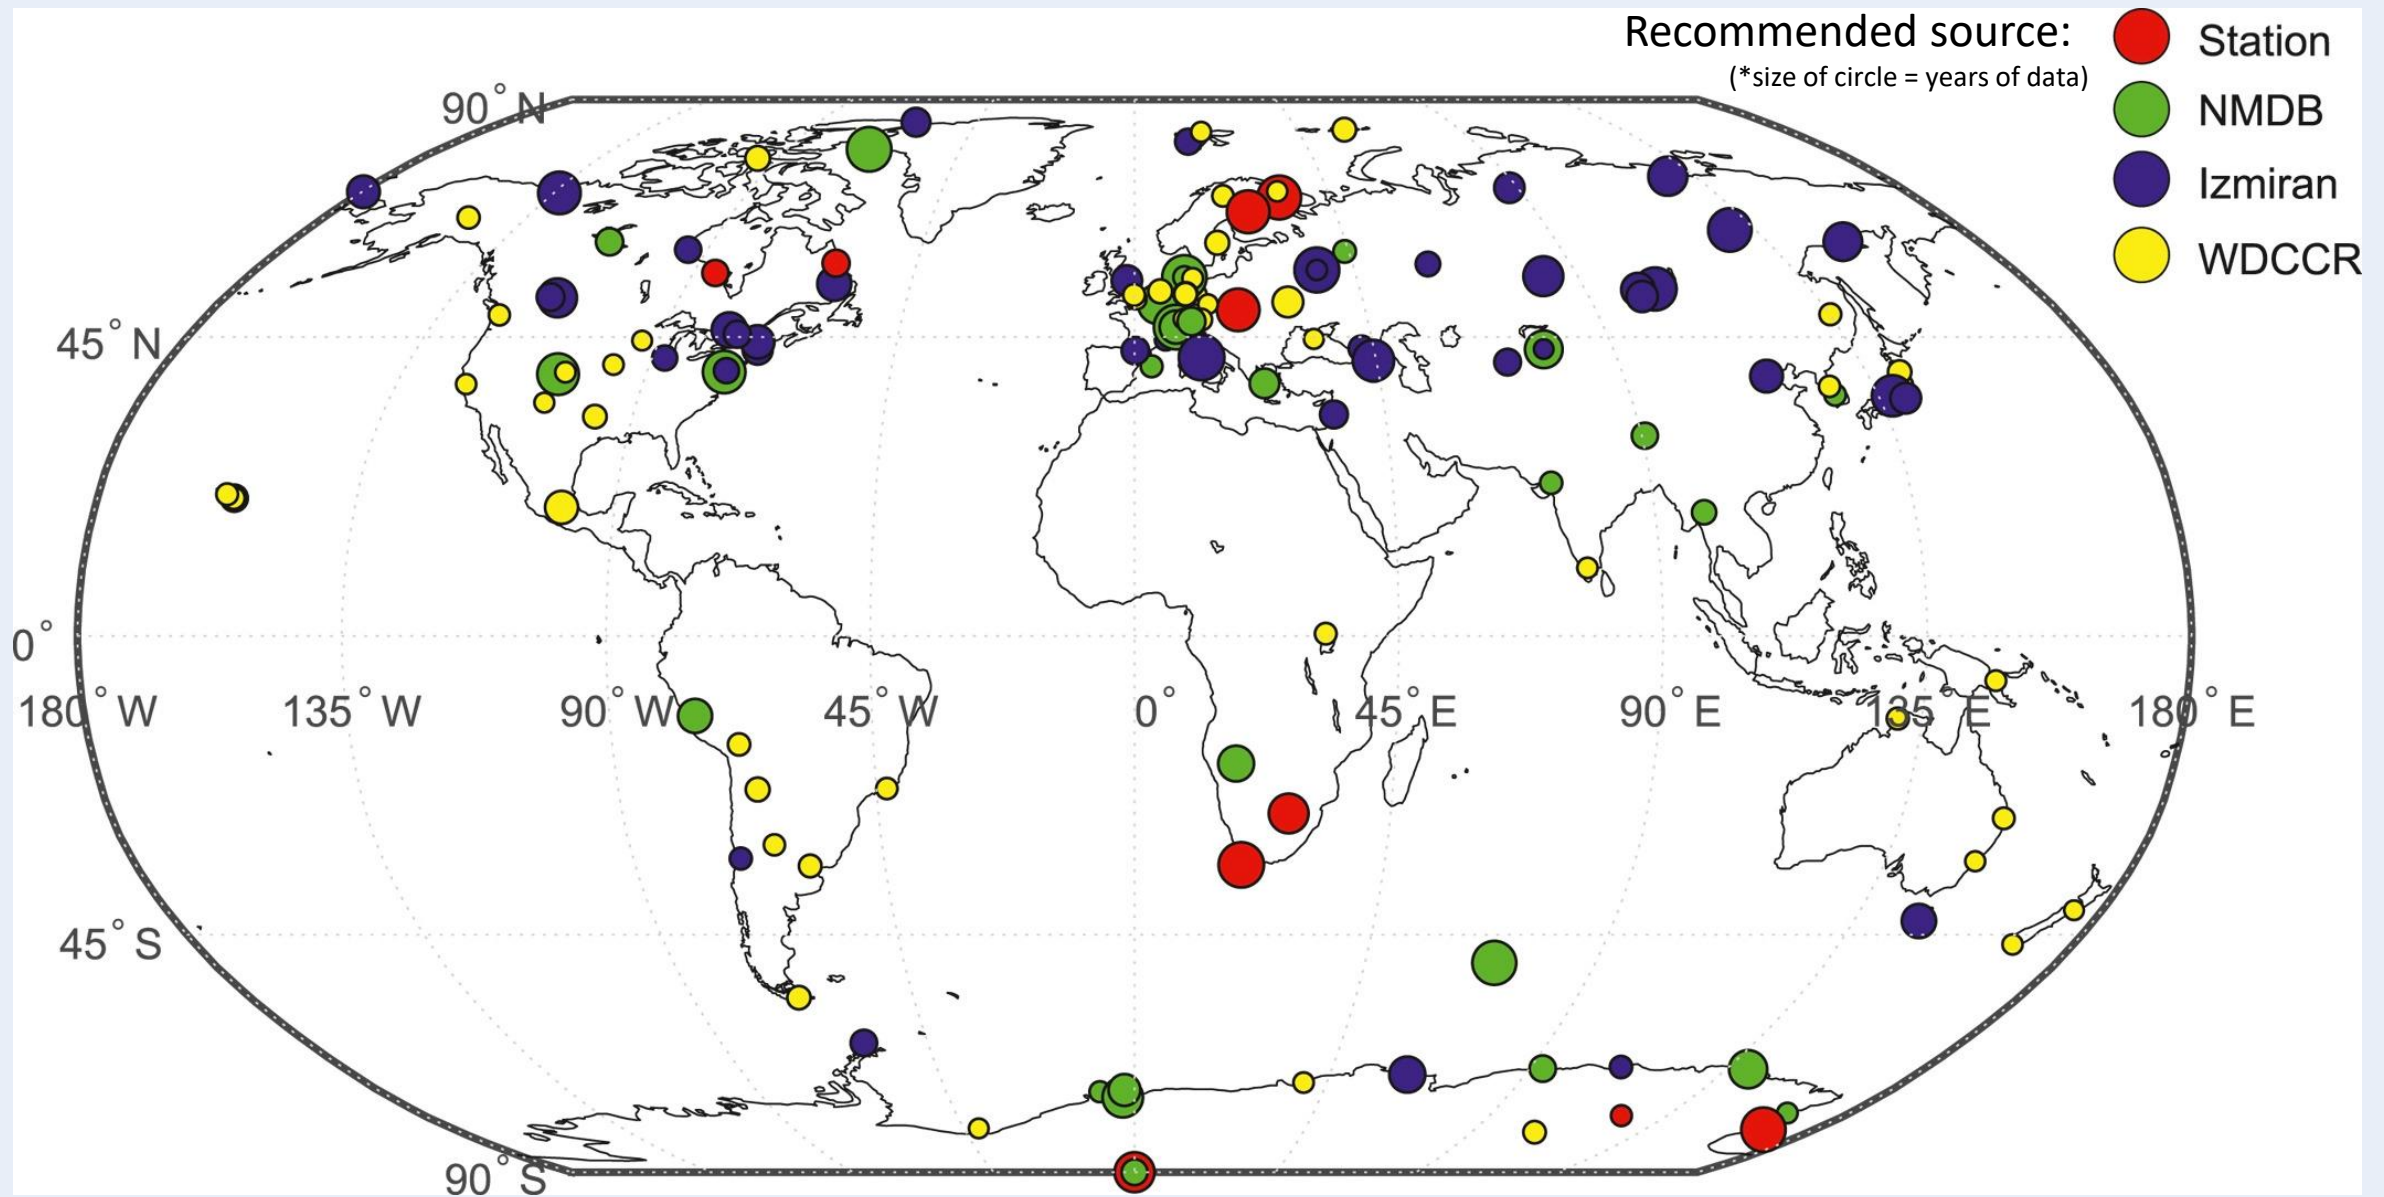 Recommended source:
(*size of circle = years of data)
Station
NMDB
Izmiran
WDCCR
90°N
45°N
0°
180°W 135°W 90°W 45°W 0° 45°E 90°E 135°E 180°E
45°S
90°S